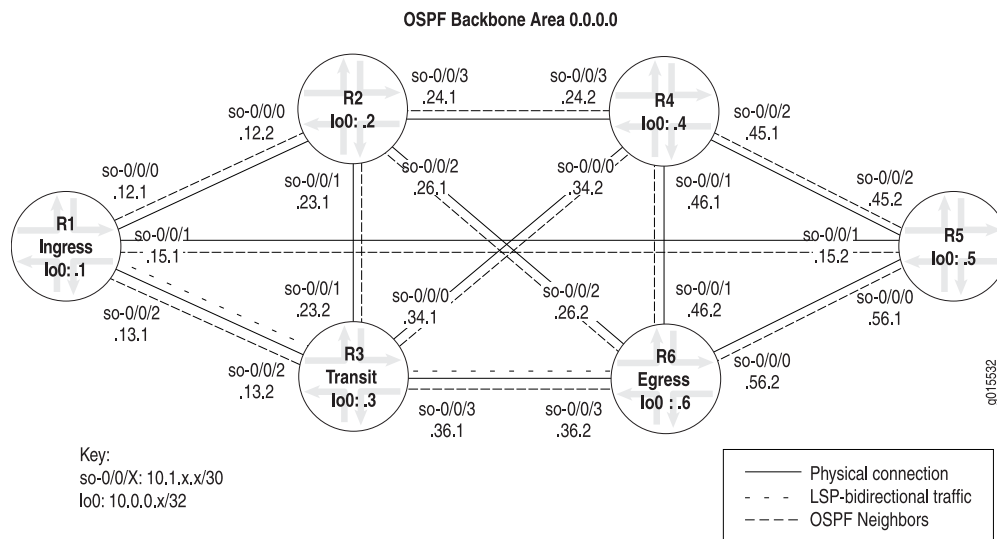 OSPF Backbone Area 0.0.0.0
so-0/0/3
.24.1
so-0/0/3
.24.2
R2
lo0: .2
R4
lo0: .4
so-0/0/0
.12.2
so-0/0/2
.45.1
so-0/0/0
.12.1
so-0/0/1
.23.1
so-0/0/2
.26.1
so-0/0/0
.34.2
so-0/0/1
.46.1
so-0/0/2
.45.2
R1
Ingress
lo0: .1
so-0/0/1
.15.1
so-0/0/1
.15.2
R5
lo0: .5
so-0/0/2
.13.1
so-0/0/1
.23.2
so-0/0/0
.34.1
so-0/0/2
.26.2
so-0/0/1
.46.2
so-0/0/0
.56.1
so-0/0/2
.13.2
R3
Transit
lo0: .3
R6
Egress
lo0 : .6
so-0/0/0
.56.2
so-0/0/3
.36.1
so-0/0/3
.36.2
g015532
Key:
so-0/0/X: 10.1.x.x/30
lo0: 10.0.0.x/32
Physical connection
LSP-bidirectional traffic
OSPF Neighbors